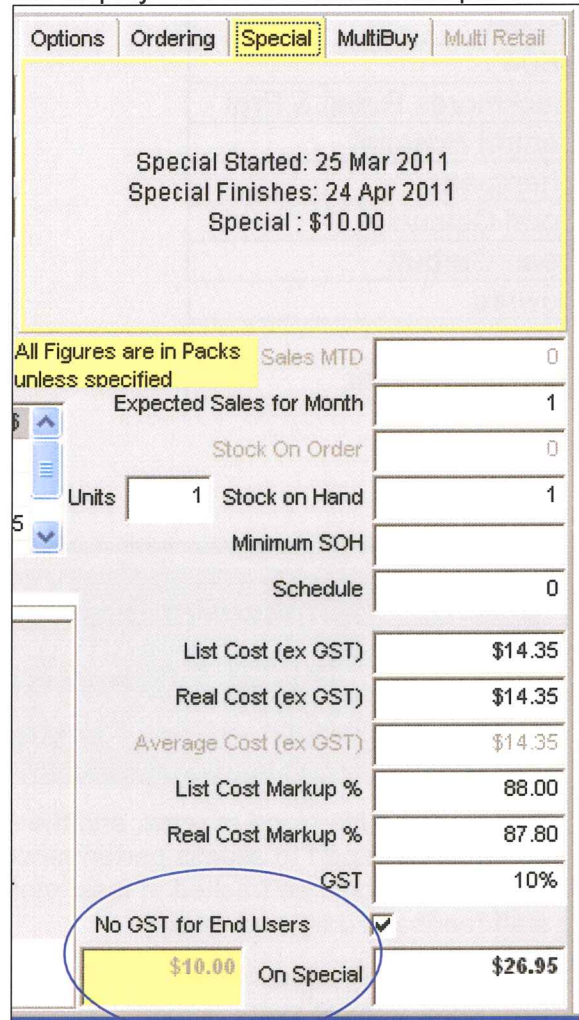 Options Ordering Special MultiBuy Multi Retail
Special Started: 25 Mar 2011
Special Finishes: 24 Apr 2011
Special : $10.00
All Figures are in Packs
unless specified
Sales MTD 0
Expected Sales for Month 1
Stock On Order 0
Units 1 Stock on Hand 1
5
Minimum SOH
Schedule 0
List Cost (ex GST) $14.35
Real Cost (ex GST) $14.35
Average Cost (ex GST) $14.35
List Cost Markup % 88.00
Real Cost Markup % 87.80
GST 10%
No GST for End Users
$10.00 On Special $26.95